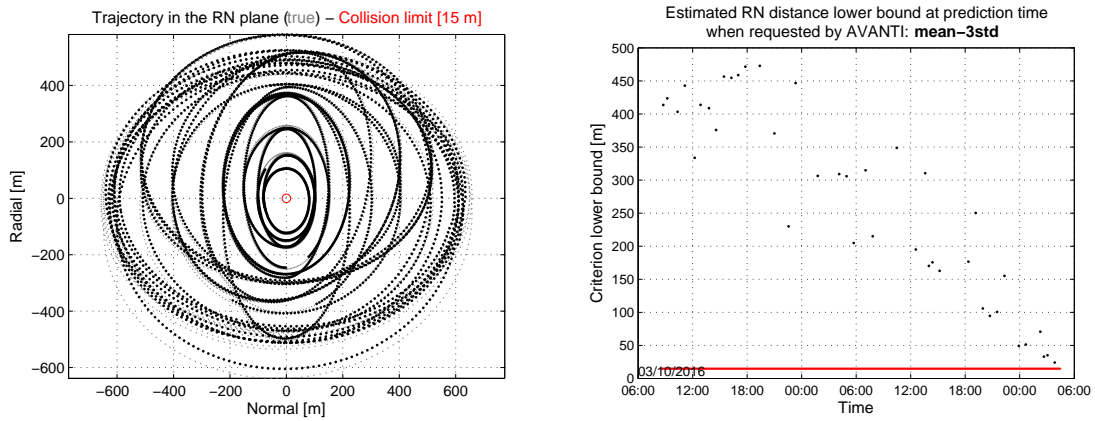 Trajectory in the RN plane (true) − Collision limit [15 m]
400
200
0
−200
−400
−600
Radial [m]
−600 −400 −200 0 200 400 600
Normal [m]
Estimated RN distance lower bound at prediction time
when requested by AVANTI: mean−3std
500
450
400
350
300
250
200
150
100
50
0
Criterion lower bound [m]
03/10/2016
06:00 12:00 18:00 00:00 06:00 12:00 18:00 00:00 06:00
Time